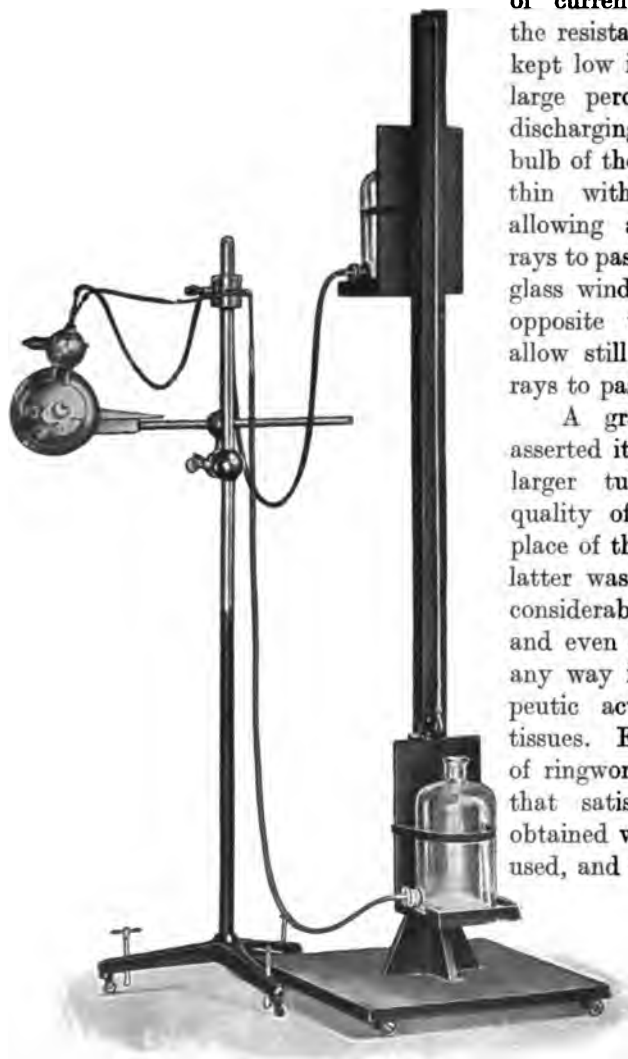 of curren
the resista
kept low i
large perc
discharging
bulb of the
thin with
allowing a
rays to pas
glass wind
opposite
allow still
rays to pa
A gr
asserted it
larger tu
quality of
place of th
latter was
considerab
and even
any way i
peutic ac
tissues. E
of ringwor
that satis
obtained w
used, and